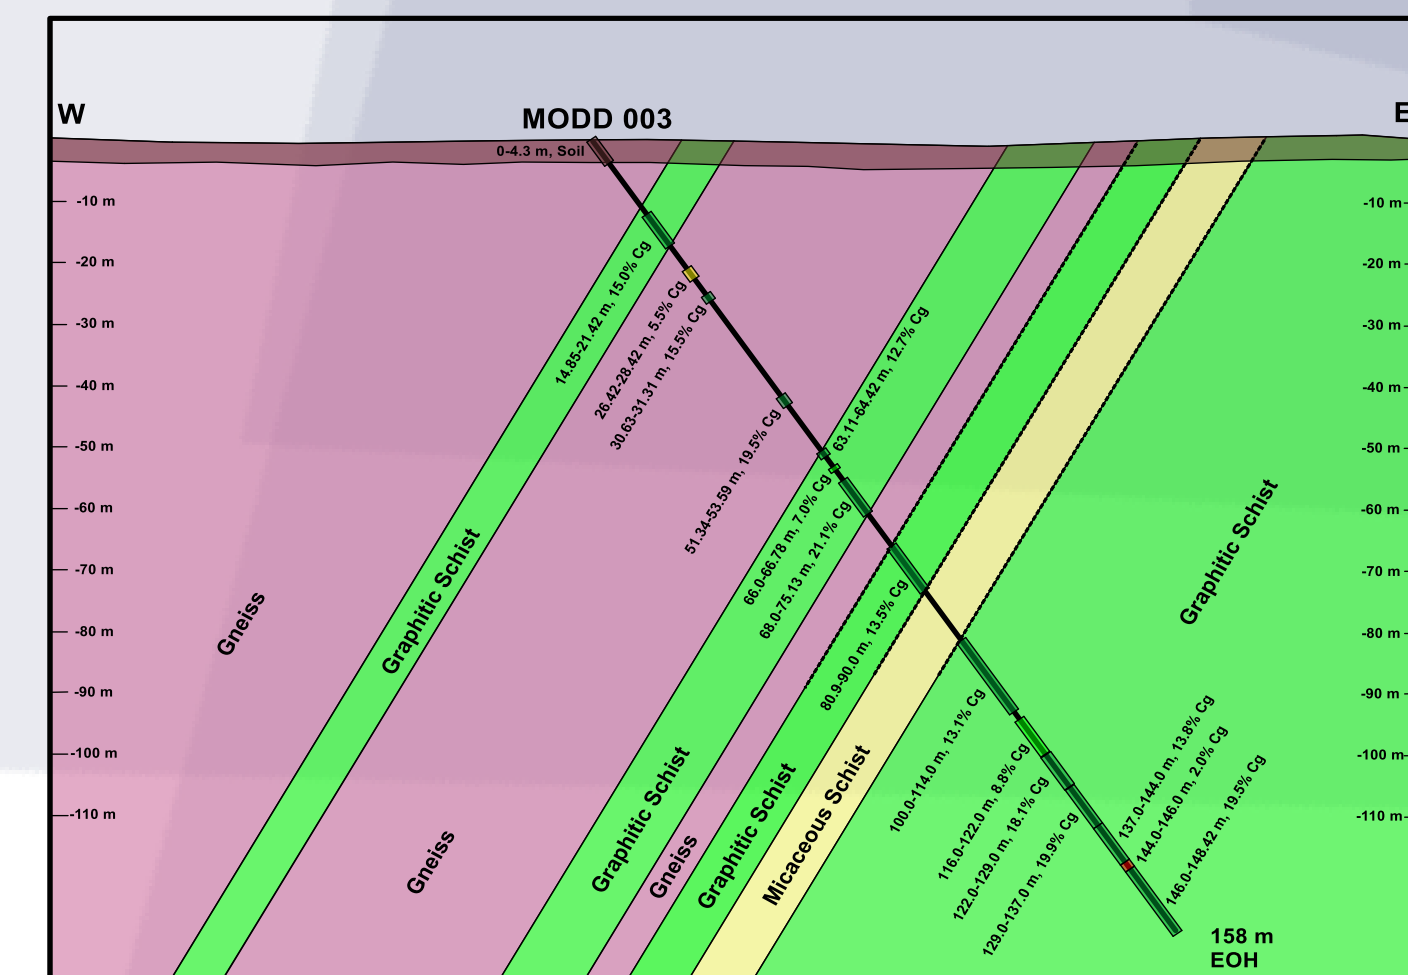 W
MODD 003
E
0-4.3 m, Soil
-10 m
-20 m
-30 m
-40 m
-50 m
-60 m
-70 m
-80 m
-90 m
-100 m
-110 m
-10 m
-20 m
-30 m
-40 m
-50 m
-60 m
-70 m
-80 m
-90 m
-100 m
-110 m
14.85-21.42 m, 15.0% Cg
26.42-28.42 m, 5.5% Cg
30.63-31.31 m, 15.5% Cg
51.34-53.59 m, 19.5% Cg
63.11-64.42 m, 12.7% Cg
66.0-66.78 m, 7.0% Cg
68.0-75.13 m, 21.1% Cg
80.9-90.0 m, 13.5% Cg
100.0-114.0 m, 13.1% Cg
116.0-122.0 m, 8.8% Cg
122.0-129.0 m, 18.1% Cg
129.0-137.0 m, 19.9% Cg
137.0-144.0 m, 13.8% Cg
144.0-146.0 m, 2.0% Cg
146.0-148.42 m, 19.5% Cg
Gneiss
Graphitic Schist
Gneiss
Graphitic Schist
Gneiss
Graphitic Schist
Micaceous Schist
Graphitic Schist
158 m
EOH